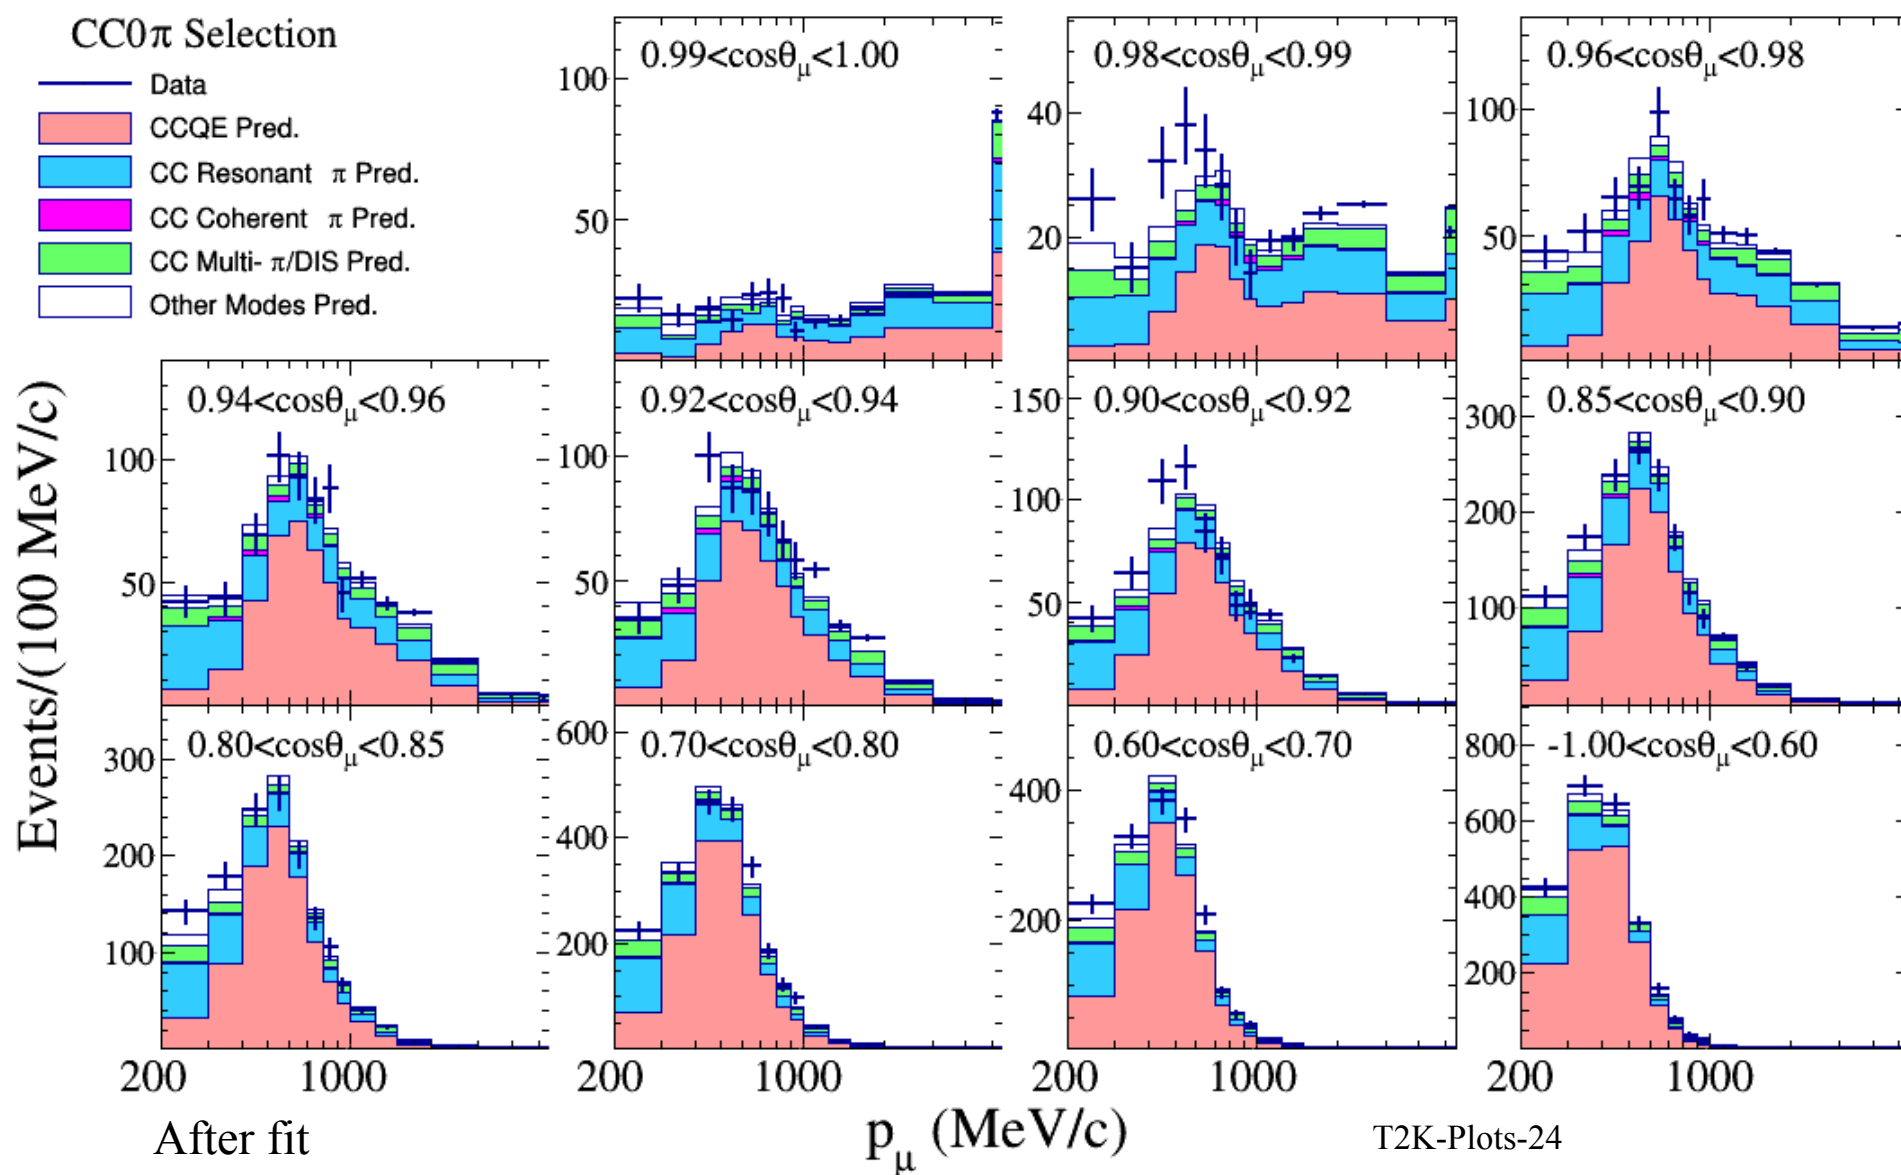 CC0π Selection
Data
CCQE Pred.
CC Resonant π Pred.
CC Coherent π Pred.
CC Multi- π/DIS Pred.
Other Modes Pred.
0.99<cosθμ<1.00
100
50
0.98<cosθμ<0.99
40
20
0.96<cosθμ<0.98
100
50
Events/(100 MeV/c)
0.94<cosθμ<0.96
100
50
0.92<cosθμ<0.94
100
50
0.90<cosθμ<0.92
150
100
50
0.85<cosθμ<0.90
300
200
100
0.80<cosθμ<0.85
300
200
100
0.70<cosθμ<0.80
600
400
200
0.60<cosθμ<0.70
400
200
-1.00<cosθμ<0.60
800
600
400
200
200 1000 200 1000 200 1000 200 1000
After fit
pμ (MeV/c)
T2K-Plots-24